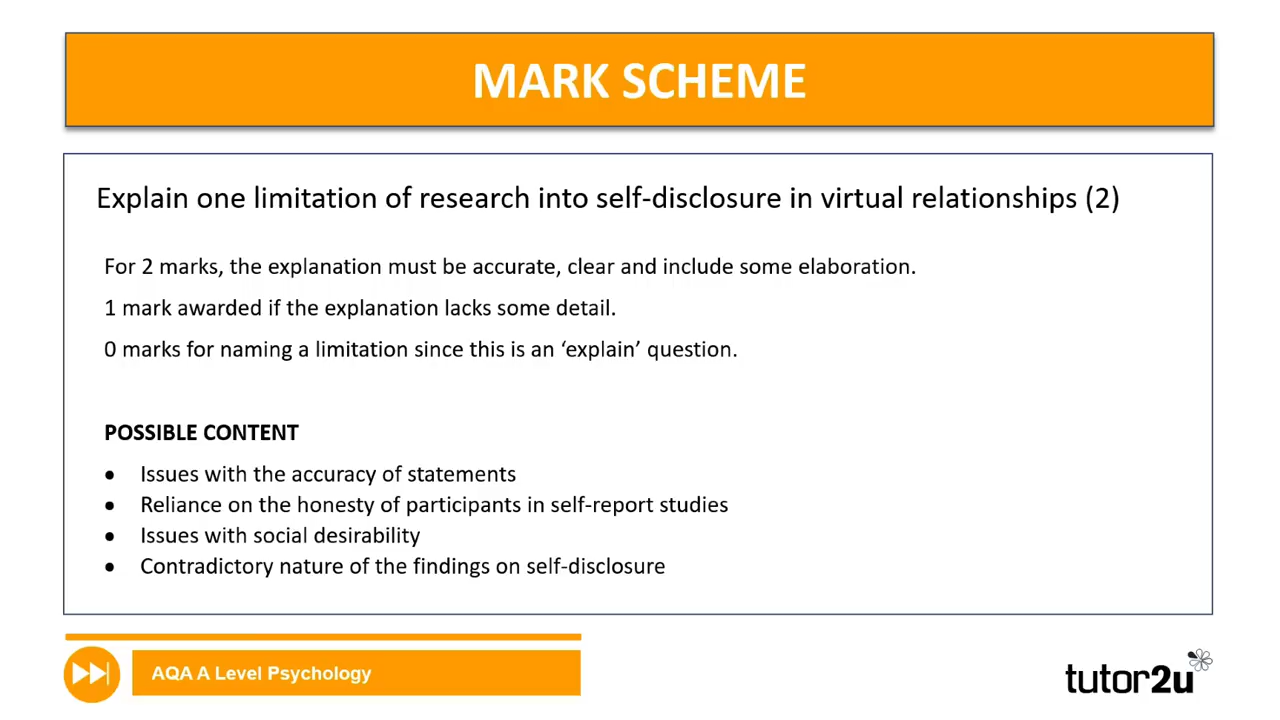 MARK SCHEME
Explain one limitation of research into self-disclosure in virtual relationships (2)
For 2 marks, the explanation must be accurate, clear and include some elaboration.
1 mark awarded if the explanation lacks some detail.
0 marks for naming a limitation since this is an ‘explain’ question.
POSSIBLE CONTENT
● Issues with the accuracy of statements
● Reliance on the honesty of participants in self-report studies
● Issues with social desirability
● Contradictory nature of the findings on self-disclosure
AQA A Level Psychology
tutor2u